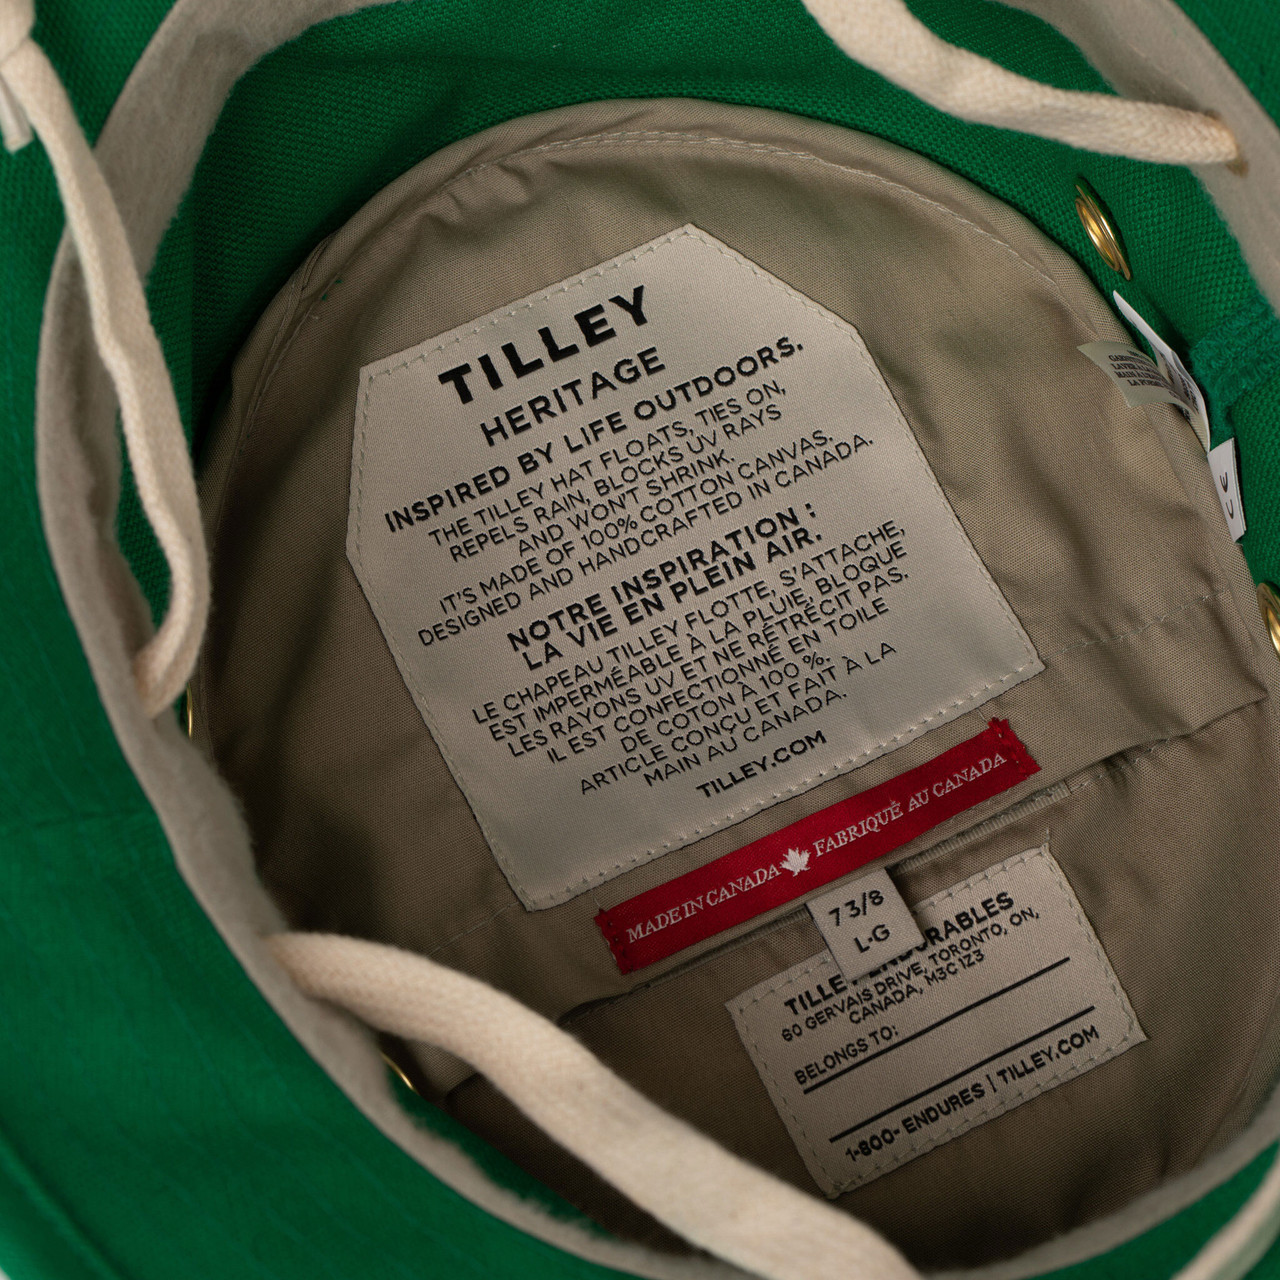 TILLEY
HERITAGE
INSPIRED BY LIFE OUTDOORS.
THE TILLEY HAT FLOATS, TIES ON,
REPELS RAIN, BLOCKS UV RAYS
AND WON'T SHRINK.
IT'S MADE OF 100% COTTON CANVAS.
DESIGNED AND HANDCRAFTED IN CANADA.
NOTRE INSPIRATION :
LA VIE EN PLEIN AIR.
LE CHAPEAU TILLEY FLOTTE, S'ATTACHE,
EST IMPERMÉABLE À LA PLUIE, BLOQUE
LES RAYONS UV ET NE RÉTRÉCIT PAS.
IL EST CONFECTIONNÉ EN TOILE
DE COTON À 100 %.
ARTICLE CONÇU ET FAIT À LA
MAIN AU CANADA.
TILLEY.COM
MADE IN CANADA FABRIQUÉ AU CANADA
7 3/8
L-G
60 GERVAIS DRIVE, TORONTO, ON,
CANADA, M3C 1Z3
BELONGS TO:
1-800- ENDURES | TILLEY.COM